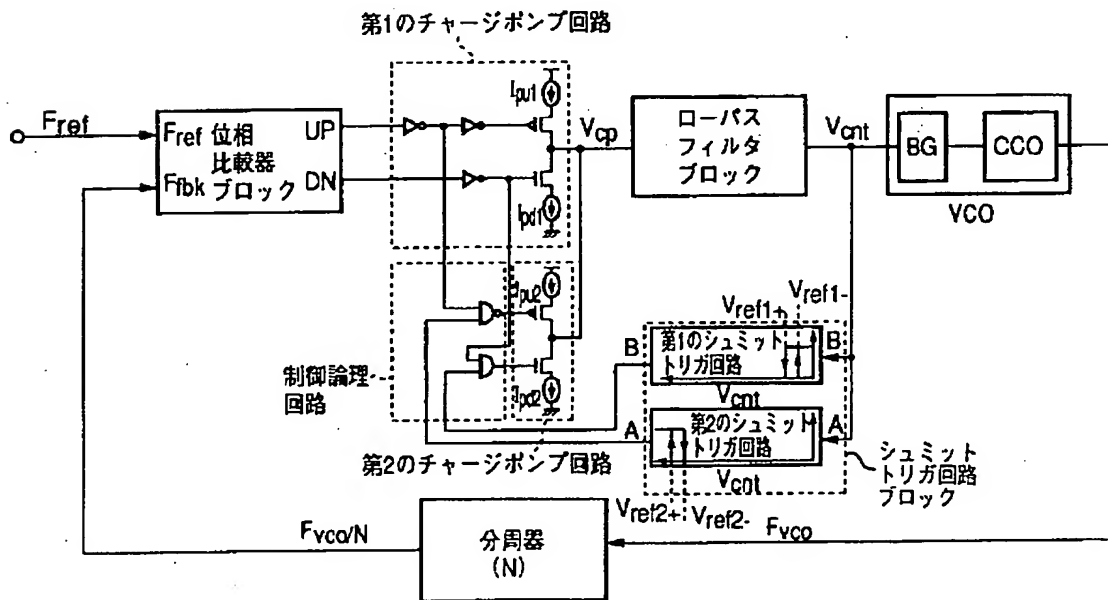 第1のチャージポンプ回路
Fref
Fref 位相
比較器
Ffbk ブロック
UP
DN
Ipu1
Ipd1
Vcp
ローパス
フィルタ
ブロック
Vcnt
BG
CCO
VCO
Ipu2
Ipd2
制御論理
回路
第2のチャージポンプ回路
Vref1+
Vref1-
B
第1のシュミット
トリガ回路
B
Vcnt
A
第2のシュミット
トリガ回路
A
Vcnt
Vref2+
Vref2-
シュミット
トリガ回路
ブロック
Fvco/N
分周器
(N)
Fvco